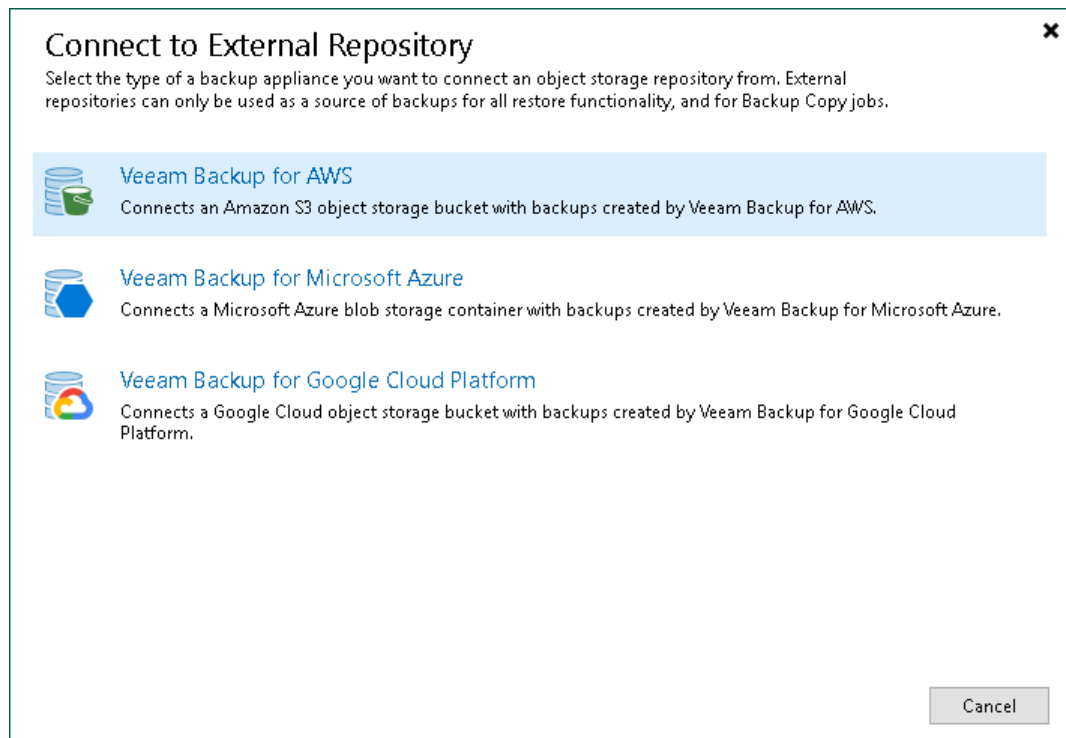 Connect to External Repository
Select the type of a backup appliance you want to connect an object storage repository from. External
repositories can only be used as a source of backups for all restore functionality, and for Backup Copy jobs.
Veeam Backup for AWS
Connects an Amazon S3 object storage bucket with backups created by Veeam Backup for AWS.
Veeam Backup for Microsoft Azure
Connects a Microsoft Azure blob storage container with backups created by Veeam Backup for Microsoft Azure.
Veeam Backup for Google Cloud Platform
Connects a Google Cloud object storage bucket with backups created by Veeam Backup for Google Cloud
Platform.
Cancel